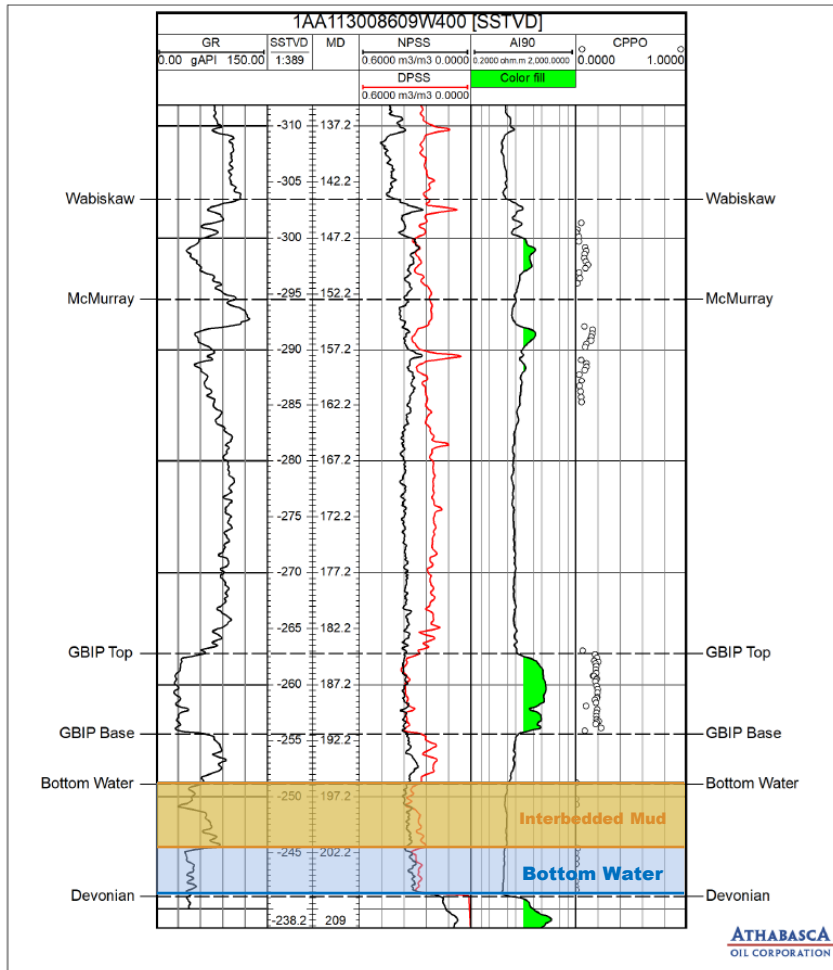 1AA113008609W400 [SSTVD]
GR SSTVD MD NPSS AI90 CPPO
0.00 gAPI 150.00 1:389 0.6000 m3/m3 0.0000 0.2000 ohm.m 2,000.0000 0.0000 1.0000
DPSS Color fill
0.6000 m3/m3 0.0000
-310 137.2
-305 142.2
Wabiskaw Wabiskaw
-300 147.2
McMurray -295 152.2 McMurray
-290 157.2
-285 162.2
-280 167.2
-275 172.2
-270 177.2
-265 182.2
GBIP Top GBIP Top
-260 187.2
GBIP Base GBIP Base
-255 192.2
Bottom Water Bottom Water
-250 197.2
Interbedded Mud
-245 202.2
Bottom Water
Devonian Devonian
-238.2 209
ATHABASCA
OIL CORPORATION